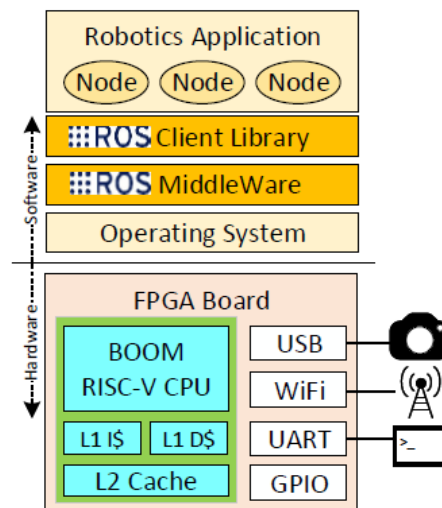 Robotics Application
Node Node Node
ROS Client Library
ROS MiddleWare
Operating System
Software
Hardware
FPGA Board
BOOM
RISC-V CPU
L1 I$ L1 D$
L2 Cache
USB
WiFi
UART
GPIO
>_